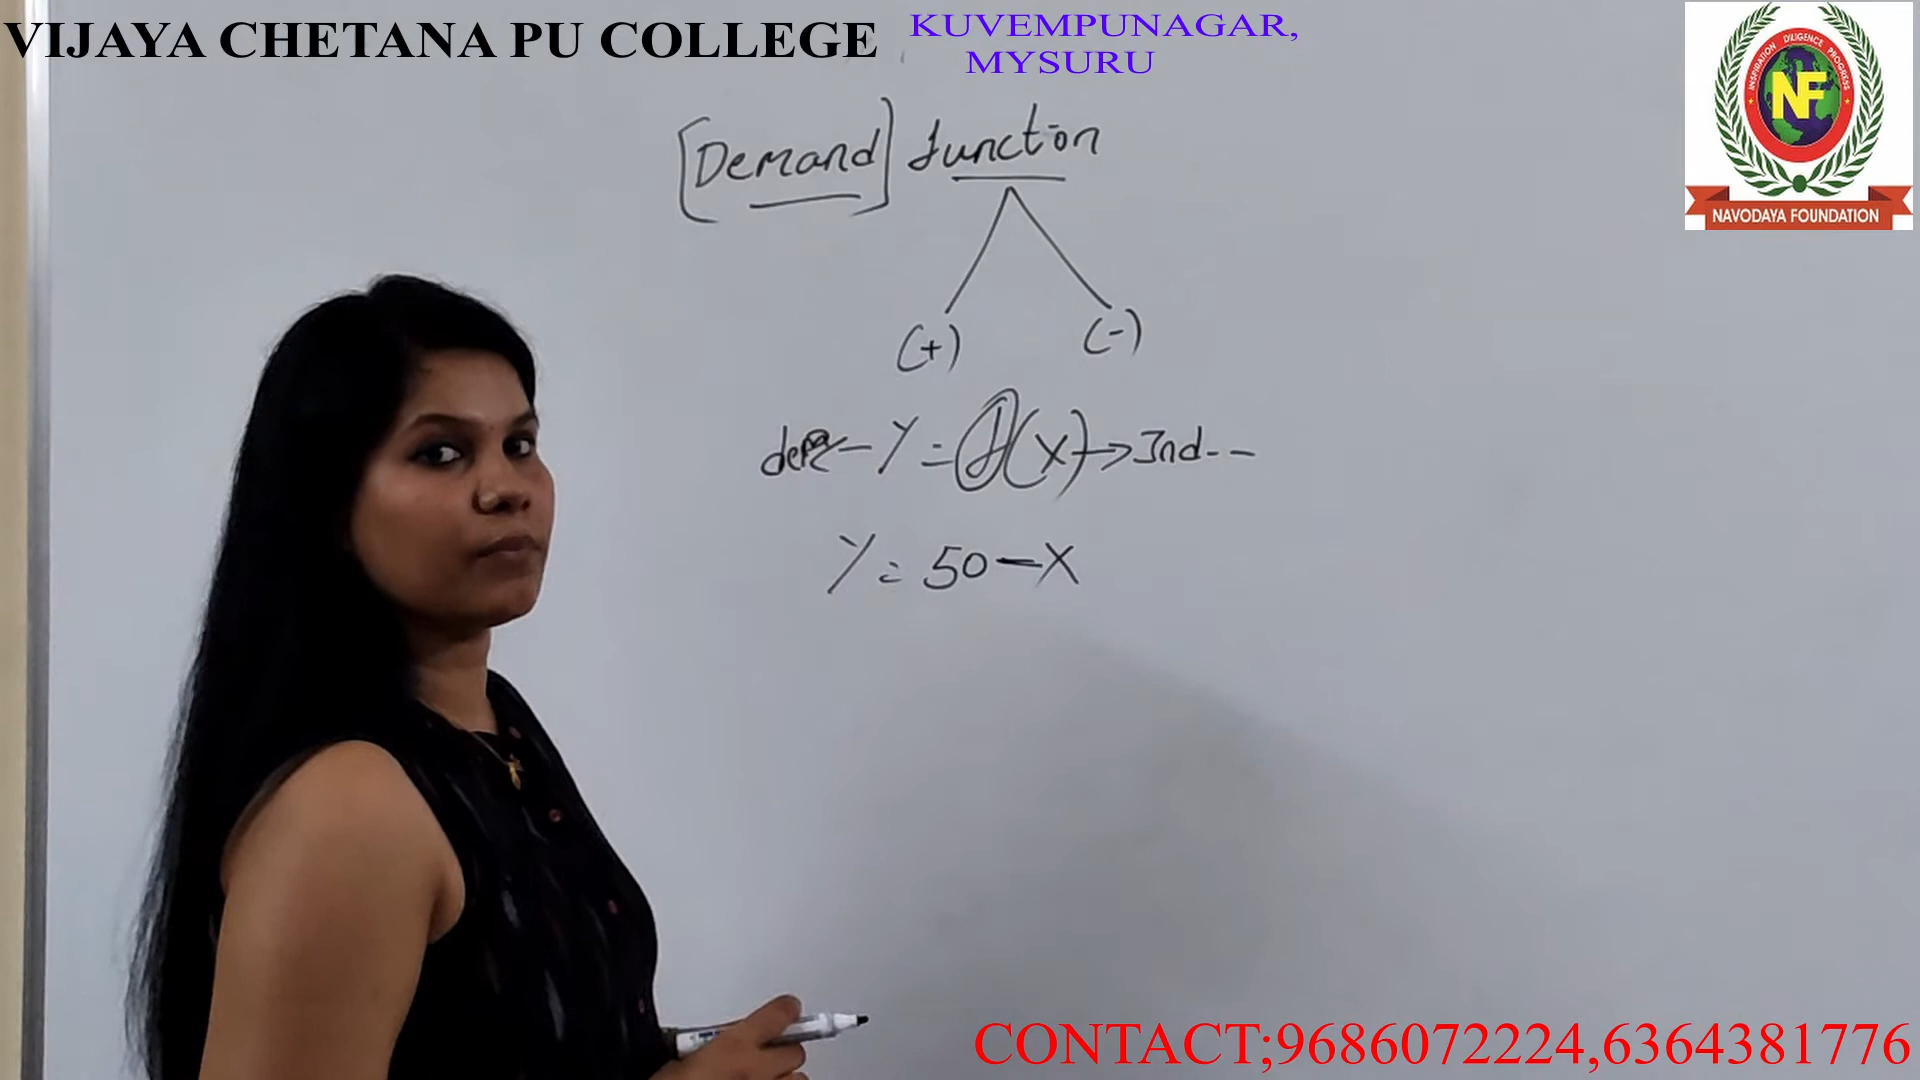 VIJAYA CHETANA PU COLLEGE
KUVEMPUNAGAR,
MYSURU
INSPIRATION DILIGENCE PROGRESS
NF
NAVODAYA FOUNDATION
[Demand] function
(+) (-)
Y = f(X) → Ind--
Y = 50 - X
CONTACT;9686072224,6364381776